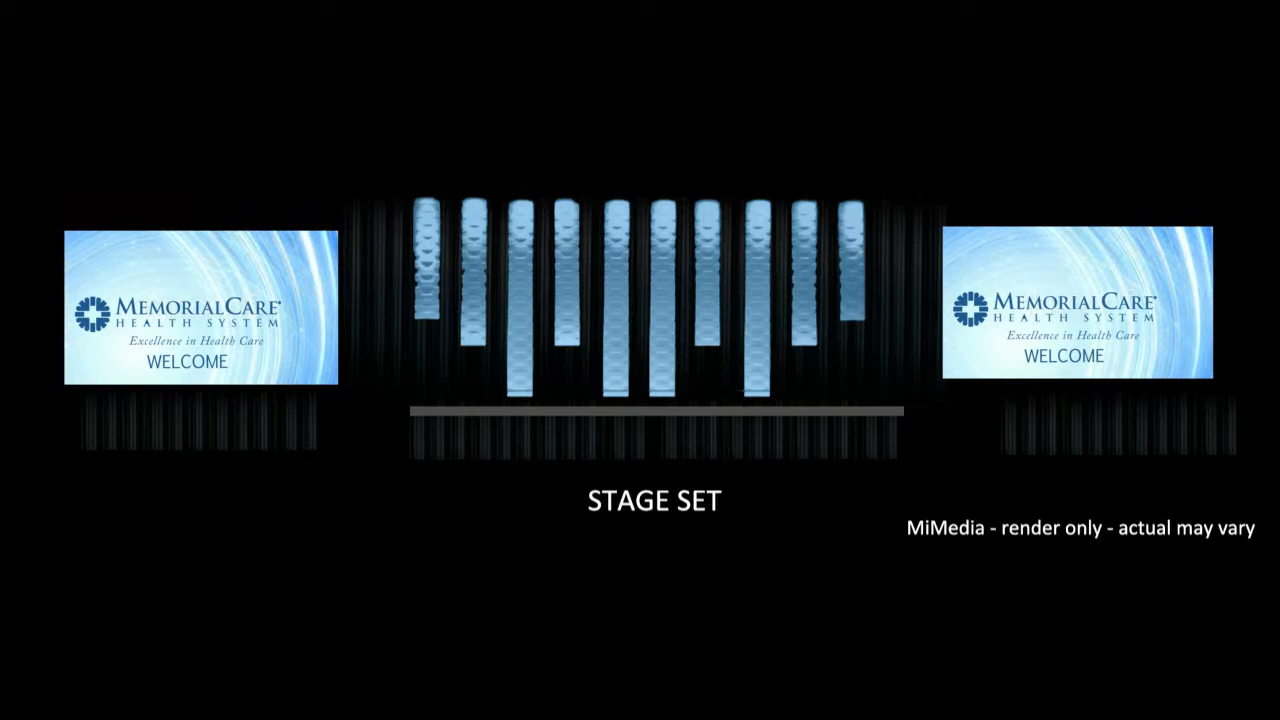 MEMORIALCARE
HEALTH SYSTEM
Excellence in Health Care
WELCOME
MEMORIALCARE
HEALTH SYSTEM
Excellence in Health Care
WELCOME
STAGE SET
MiMedia - render only - actual may vary